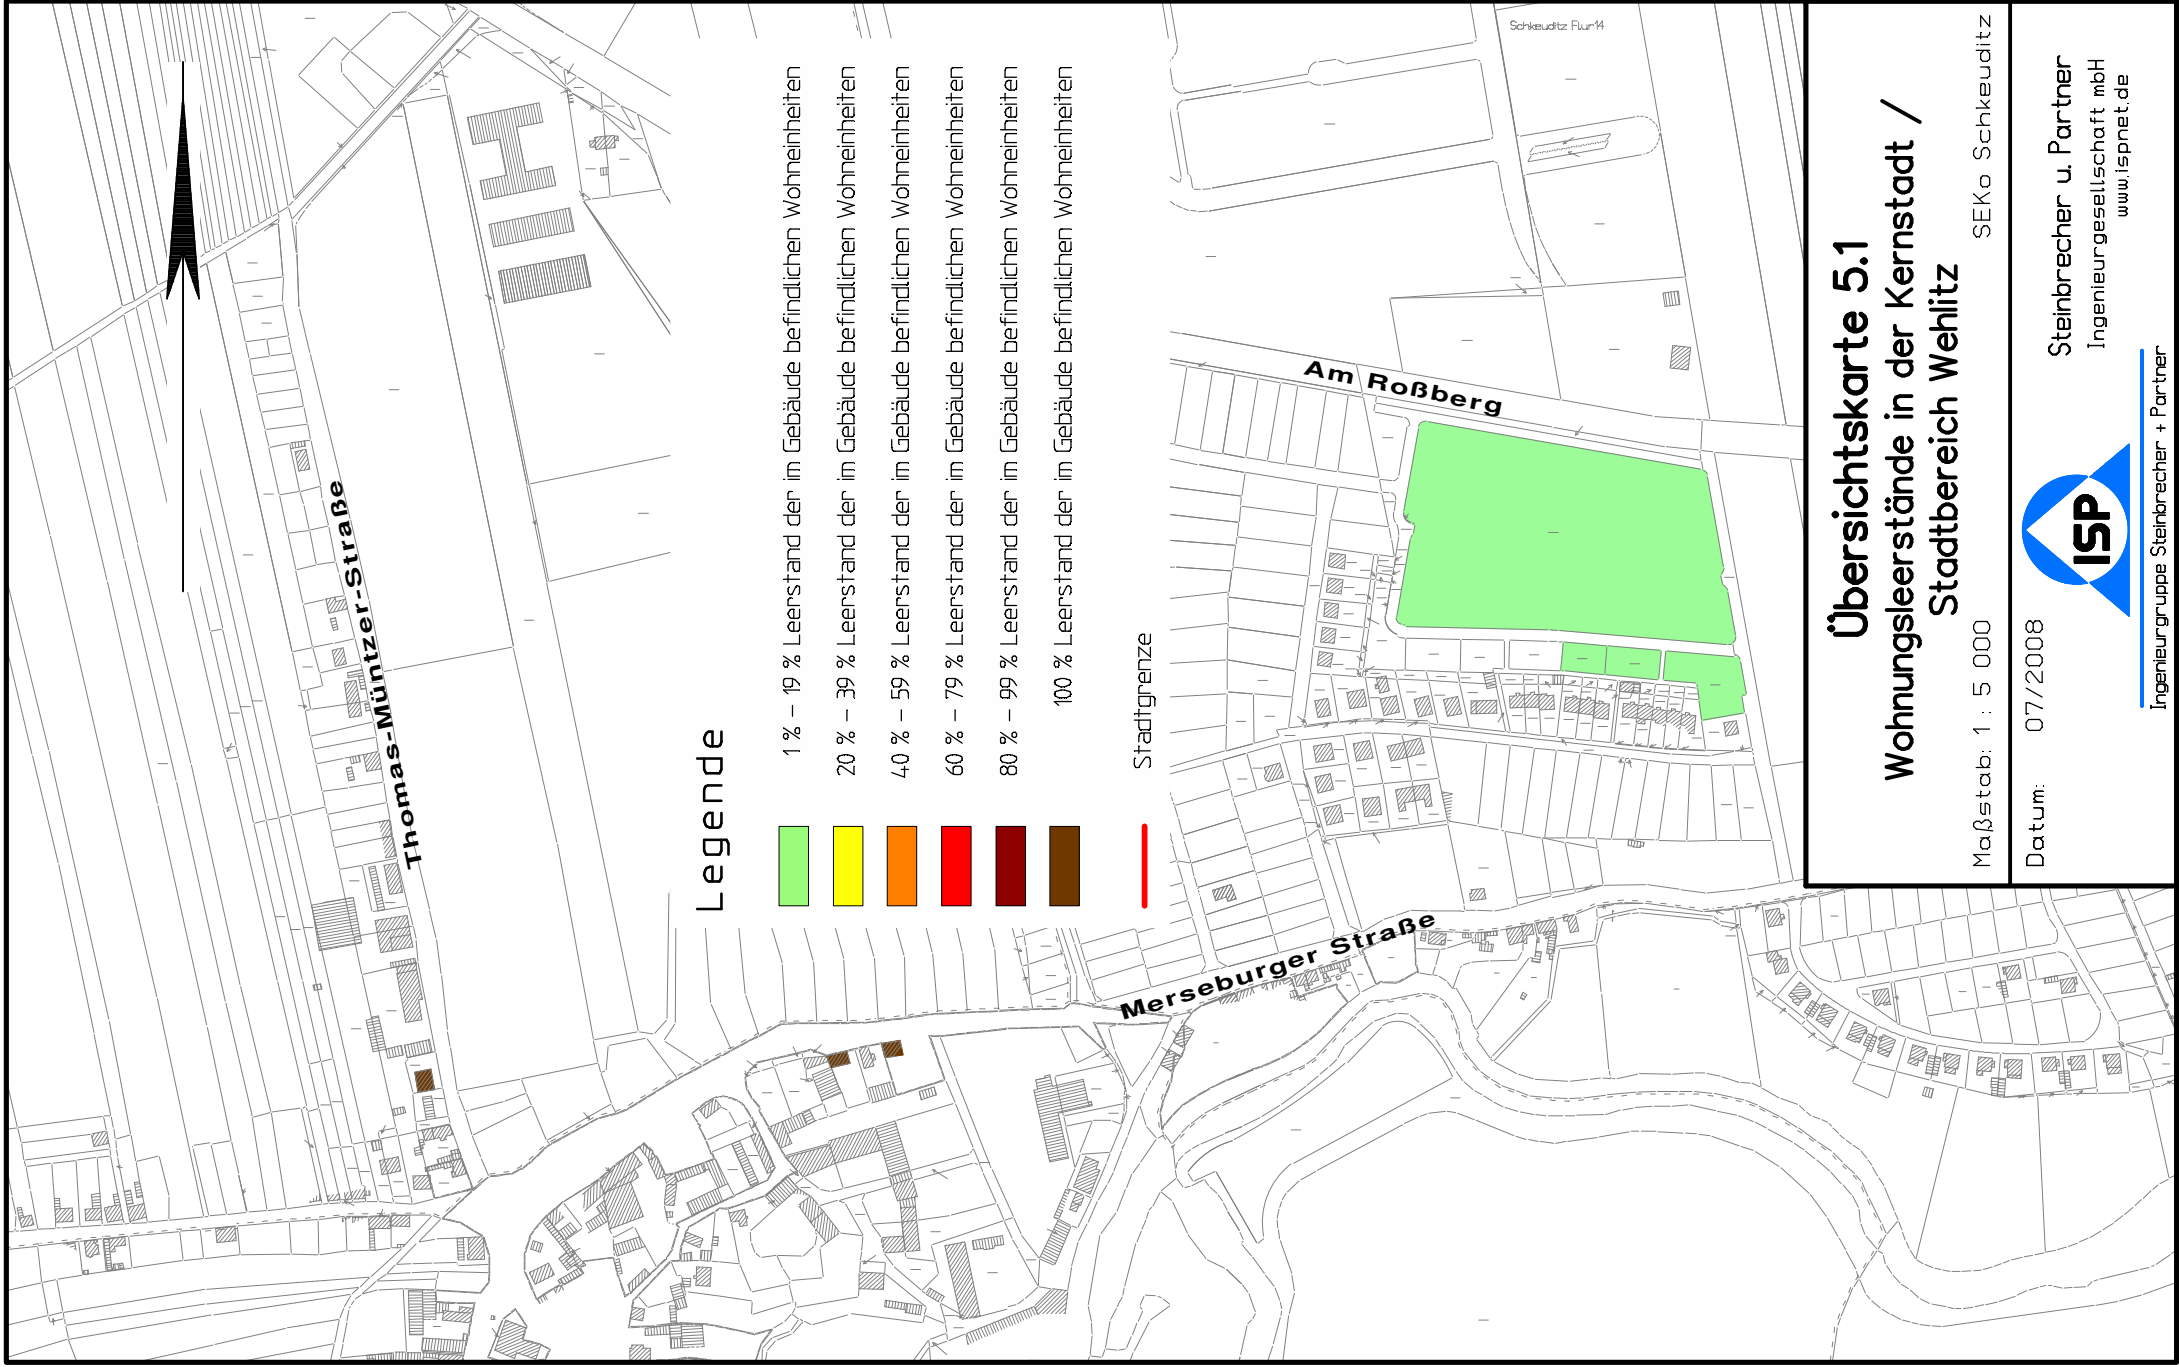 Schkeuditz Flur14
Thomas-Müntzer-Straße
Am Roßberg
Merseburger Straße
Legende
1 % – 19 % Leerstand der im Gebäude befindlichen Wohneinheiten
20 % – 39 % Leerstand der im Gebäude befindlichen Wohneinheiten
40 % – 59 % Leerstand der im Gebäude befindlichen Wohneinheiten
60 % – 79 % Leerstand der im Gebäude befindlichen Wohneinheiten
80 % – 99 % Leerstand der im Gebäude befindlichen Wohneinheiten
100 % Leerstand der im Gebäude befindlichen Wohneinheiten
Stadtgrenze
Übersichtskarte 5.1
Wohnungsleerstände in der Kernstadt /
Stadtbereich Wehlitz
Maßstab: 1 : 5 000
SEKo Schkeuditz
Datum: 07/2008
Steinbrecher u. Partner
Ingenieurgesellschaft mbH
www.ispnet.de
ISP
Ingenieurgruppe Steinbrecher + Partner